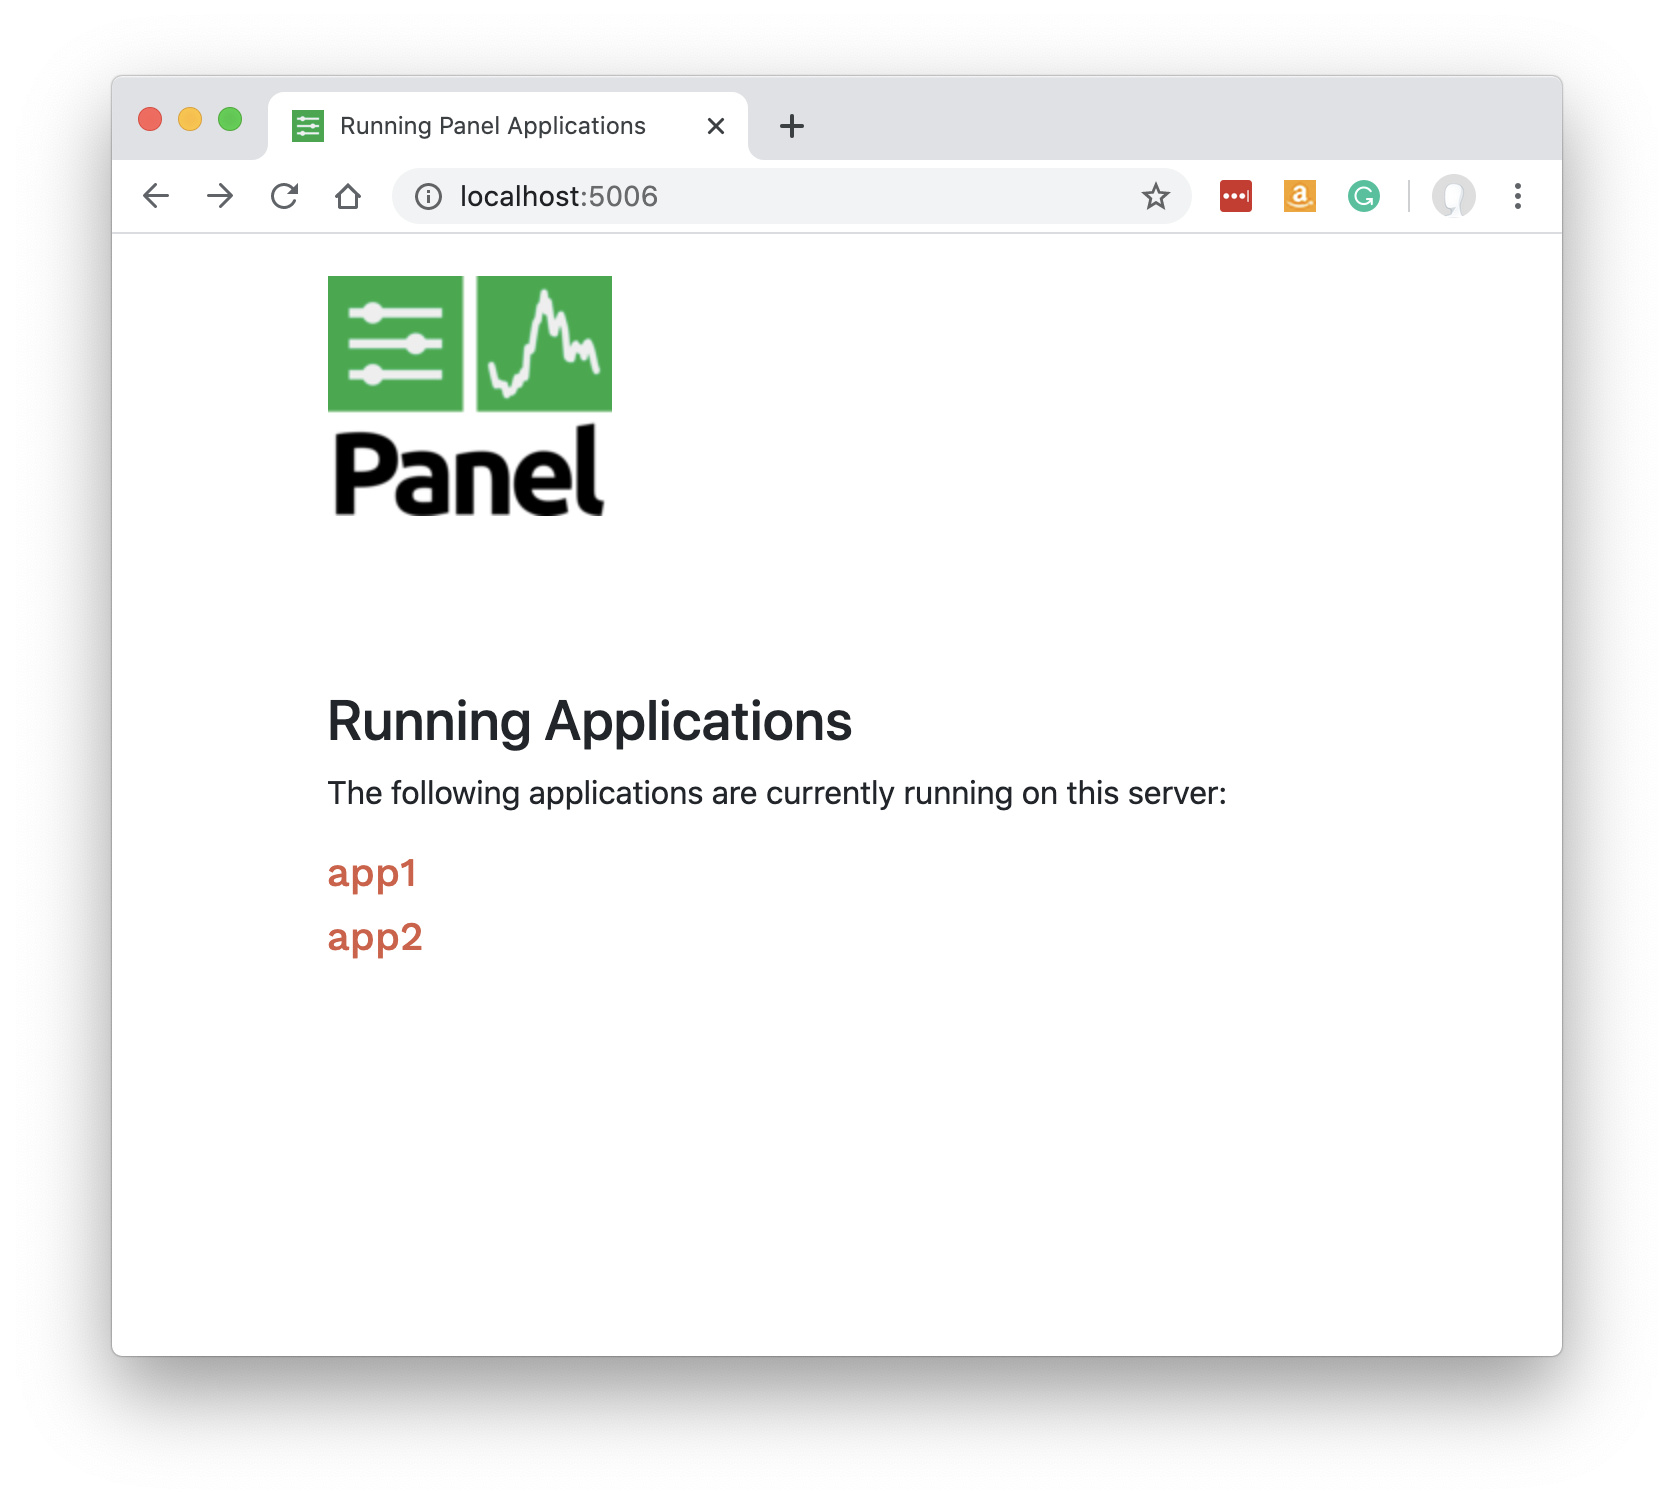 Running Panel Applications
localhost:5006
Panel
Running Applications
The following applications are currently running on this server:
app1
app2